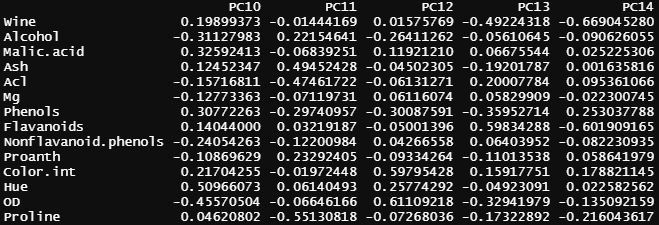 PC10 PC11 PC12 PC13 PC14
Wine 0.19899373 -0.01444169 0.01575769 -0.49224318 -0.669045280
Alcohol -0.31127983 0.22154641 -0.26411262 -0.05610645 -0.090626055
Malic.acid 0.32592413 -0.06839251 0.11921210 0.06675544 0.025225306
Ash 0.12452347 0.49452428 -0.04502305 -0.19201787 0.001635816
Acl -0.15716811 -0.47461722 -0.06131271 0.20007784 0.095361066
Mg -0.12773363 -0.07119731 0.06116074 0.05829909 -0.022300745
Phenols 0.30772263 -0.29740957 -0.30087591 -0.35952714 0.253037788
Flavanoids 0.14044000 0.03219187 -0.05001396 0.59834288 -0.601909165
Nonflavanoid.phenols -0.24054263 -0.12200984 0.04266558 0.06403952 -0.082230935
Proanth -0.10869629 0.23292405 -0.09334264 -0.11013538 0.058641979
Color.int 0.21704255 -0.01972448 0.59795428 0.15917751 0.178821145
Hue 0.50966073 0.06140493 0.25774292 -0.04923091 0.022582562
OD -0.45570504 -0.06646166 0.61109218 -0.32941979 -0.135092159
Proline 0.04620802 -0.55130818 -0.07268036 -0.17322892 -0.216043617